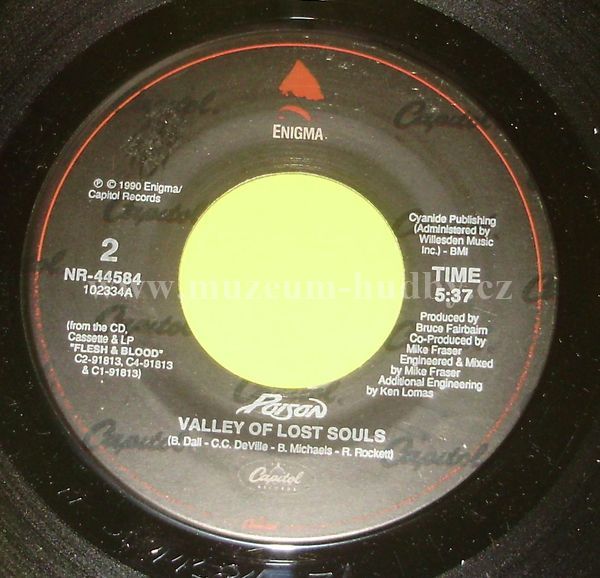 ENIGMA.
℗ © 1990 Enigma/
Capitol Records
Capitol.
Capitol.
2
NR-44584
102334A
(from the CD,
Cassette & LP
"FLESH & BLOOD"
C2-91813, C4-91813
& C1-91813)
Cyanide Publishing
(Administered by
Willesden Music
Inc.) - BMI
TIME
5:37
Produced by
Bruce Fairbairn
Co-Produced by
Mike Fraser
Engineered & Mixed
by Mike Fraser
Additional Engineering
by Ken Lomas
www.muzeum-hudby.cz
Poison
VALLEY OF LOST SOULS
(B. Dall - C.C. DeVille - B. Michaels - R. Rockett)
Capitol
RECORDS